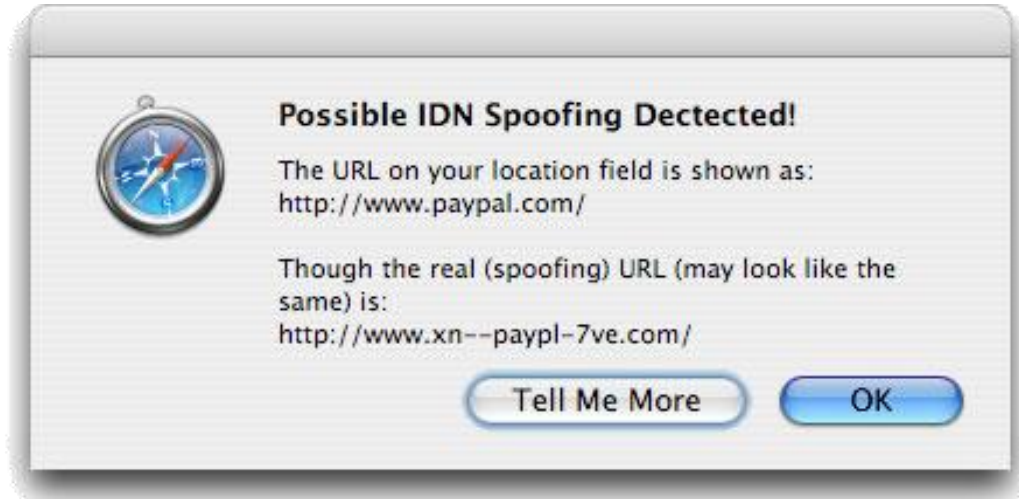 Possible IDN Spoofing Dectected!
The URL on your location field is shown as:
http://www.paypal.com/
Though the real (spoofing) URL (may look like the
same) is:
http://www.xn--paypl-7ve.com/
Tell Me More
OK